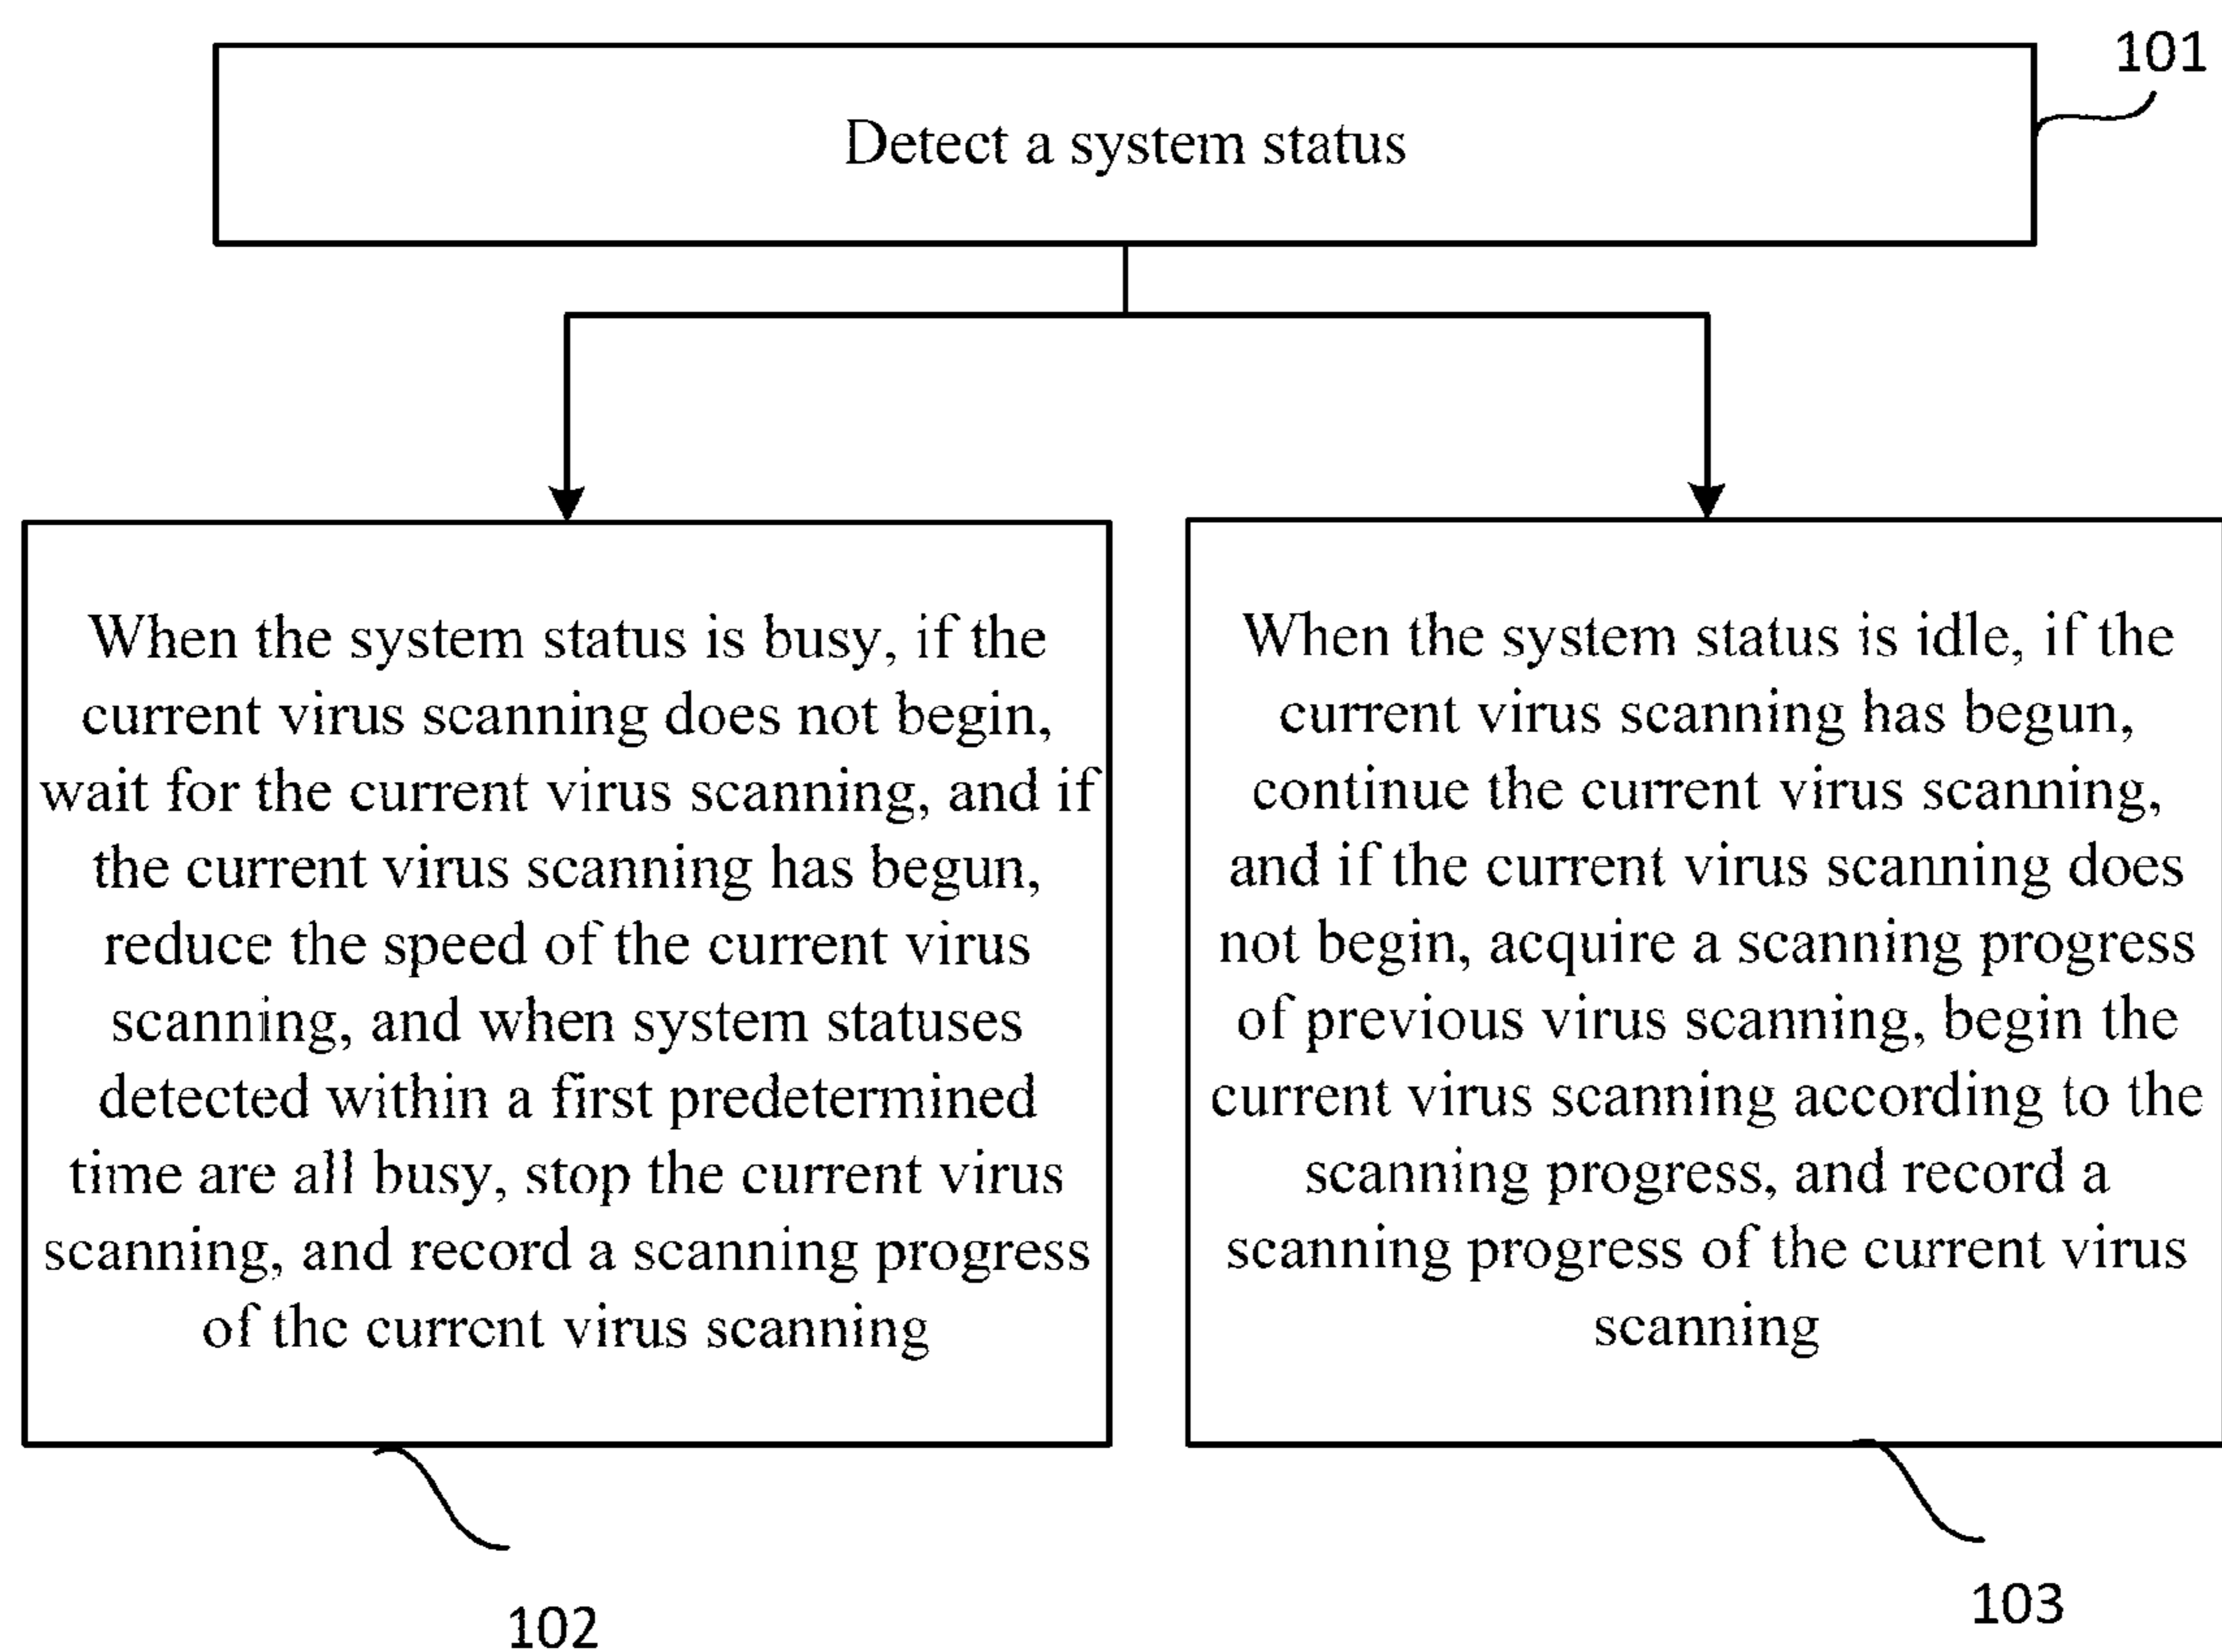 101
Detect a system status
When the system status is busy, if the
current virus scanning does not begin,
wait for the current virus scanning, and if
the current virus scanning has begun,
reduce the speed of the current virus
scanning, and when system statuses
detected within a first predetermined
time are all busy, stop the current virus
scanning, and record a scanning progress
of the current virus scanning
When the system status is idle, if the
current virus scanning has begun,
continue the current virus scanning,
and if the current virus scanning does
not begin, acquire a scanning progress
of previous virus scanning, begin the
current virus scanning according to the
scanning progress, and record a
scanning progress of the current virus
scanning
102
103